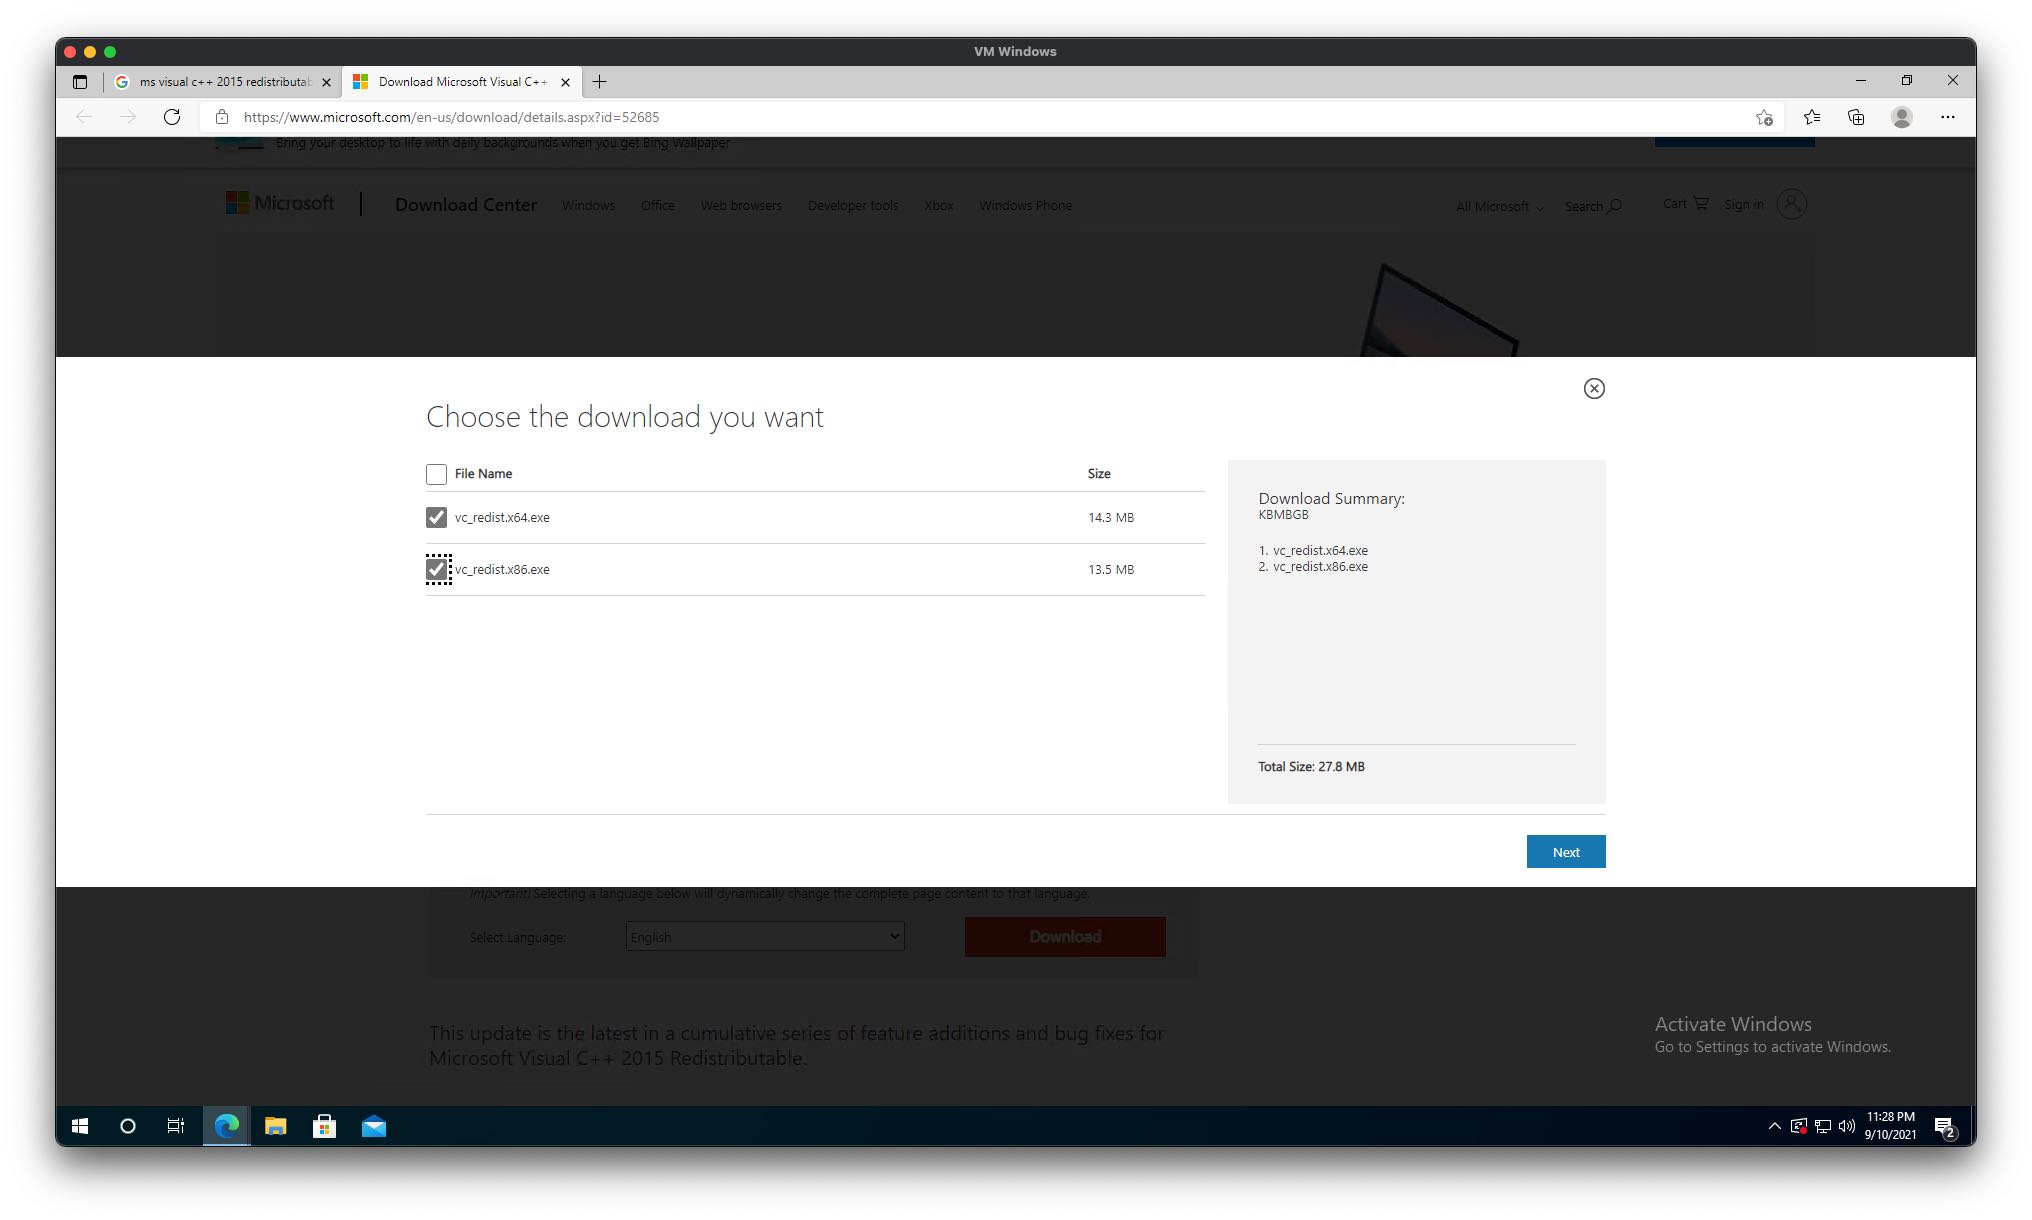 VM Windows
ms visual c++ 2015 redistributab
Download Microsoft Visual C++
https://www.microsoft.com/en-us/download/details.aspx?id=52685
Bring your desktop to life with daily backgrounds when you get Bing Wallpaper
Microsoft
Download Center
Windows
Office
Web browsers
Developer tools
Xbox
Windows Phone
All Microsoft
Search
Cart
Sign in
Choose the download you want
File Name
Size
vc_redist.x64.exe
14.3 MB
vc_redist.x86.exe
13.5 MB
Download Summary:
KBMBGB
1. vc_redist.x64.exe
2. vc_redist.x86.exe
Total Size: 27.8 MB
Next
Important! Selecting a language below will dynamically change the complete page content to that language.
Select Language:
English
Download
This update is the latest in a cumulative series of feature additions and bug fixes for
Microsoft Visual C++ 2015 Redistributable.
Activate Windows
Go to Settings to activate Windows.
11:28 PM
9/10/2021
2